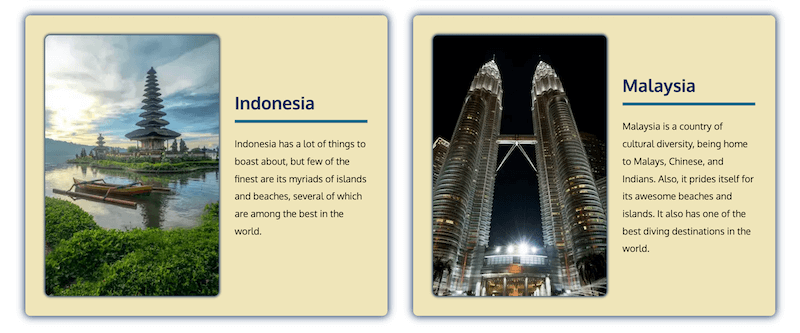 Indonesia
Indonesia has a lot of things to
boast about, but few of the
finest are its myriads of islands
and beaches, several of which
are among the best in the
world.
Malaysia
Malaysia is a country of
cultural diversity, being home
to Malays, Chinese, and
Indians. Also, it prides itself for
its awesome beaches and
islands. It also has one of the
best diving destinations in the
world.